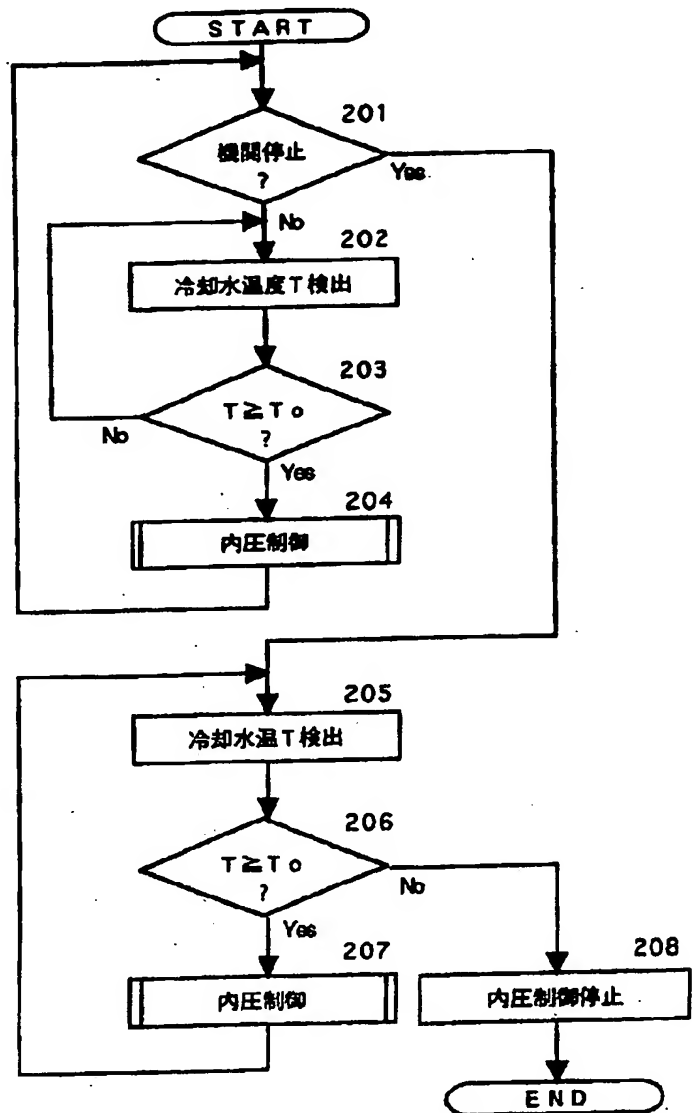 START
201
機関停止
?
Yes
No
202
冷却水温度T検出
203
T≧To
?
No
Yes
204
内圧制御
205
冷却水温T検出
206
T≧To
?
No
Yes
207
内圧制御
208
内圧制御停止
END